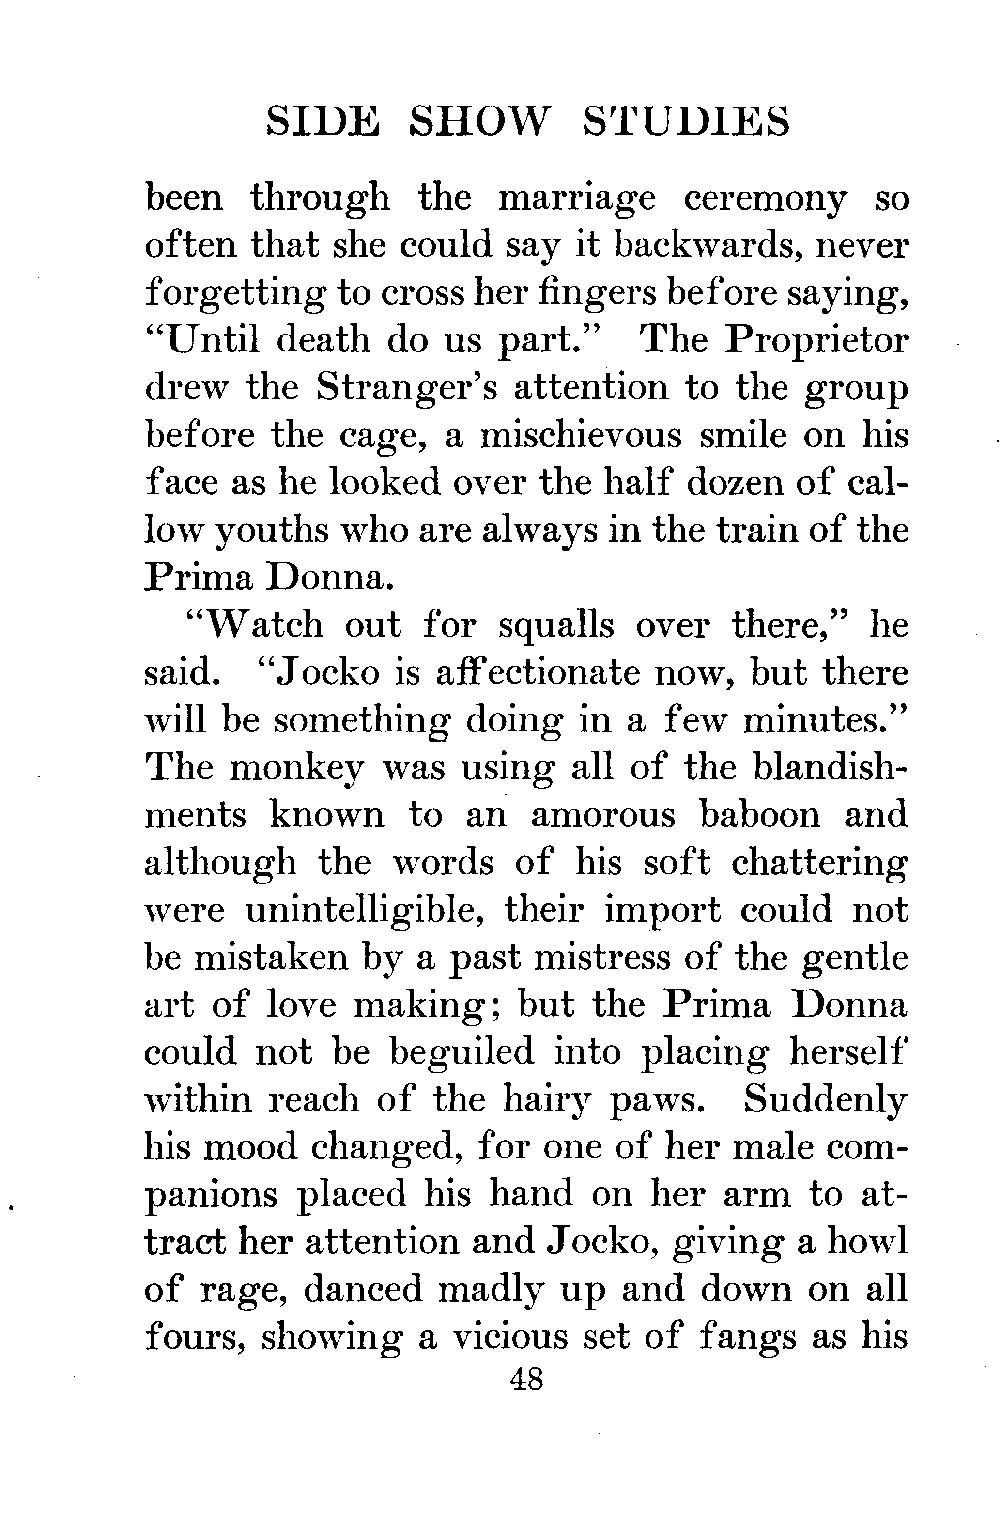 SIDE SHOW STUDIES
been through the marriage ceremony so
often that she could say it backwards, never
forgetting to cross her fingers before saying,
“Until death do us part.” The Proprietor
drew the Stranger’s attention to the group
before the cage, a mischievous smile on his
face as he looked over the half dozen of cal-
low youths who are always in the train of the
Prima Donna.
“Watch out for squalls over there,” he
said. “Jocko is affectionate now, but there
will be something doing in a few minutes.”
The monkey was using all of the blandish-
ments known to an amorous baboon and
although the words of his soft chattering
were unintelligible, their import could not
be mistaken by a past mistress of the gentle
art of love making; but the Prima Donna
could not be beguiled into placing herself
within reach of the hairy paws. Suddenly
his mood changed, for one of her male com-
panions placed his hand on her arm to at-
tract her attention and Jocko, giving a howl
of rage, danced madly up and down on all
fours, showing a vicious set of fangs as his
48